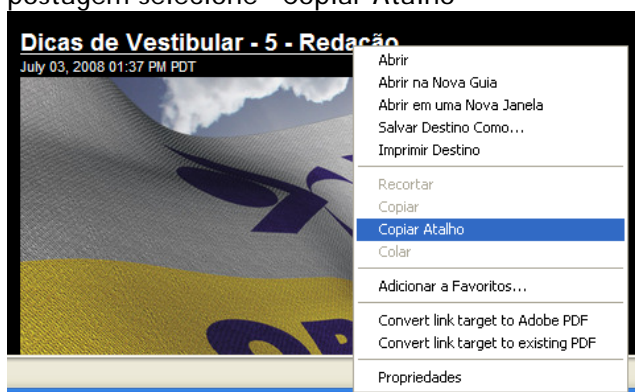 postagem selecione "Copiar Atalho"
Dicas de Vestibular - 5 - Redação
July 03, 2008 01:37 PM PDT
Abrir
Abrir na Nova Guia
Abrir em uma Nova Janela
Salvar Destino Como...
Imprimir Destino
Recortar
Copiar
Copiar Atalho
Colar
Adicionar a Favoritos...
Convert link target to Adobe PDF
Convert link target to existing PDF
Propriedades